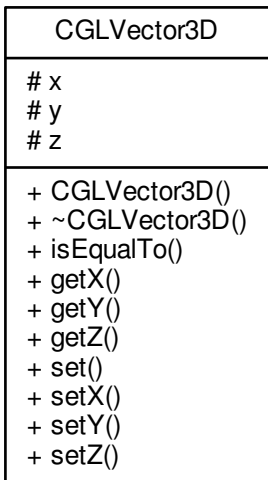 CGLVector3D
# x
# y
# z
+ CGLVector3D()
+ ~CGLVector3D()
+ isEqualTo()
+ getX()
+ getY()
+ getZ()
+ set()
+ setX()
+ setY()
+ setZ()